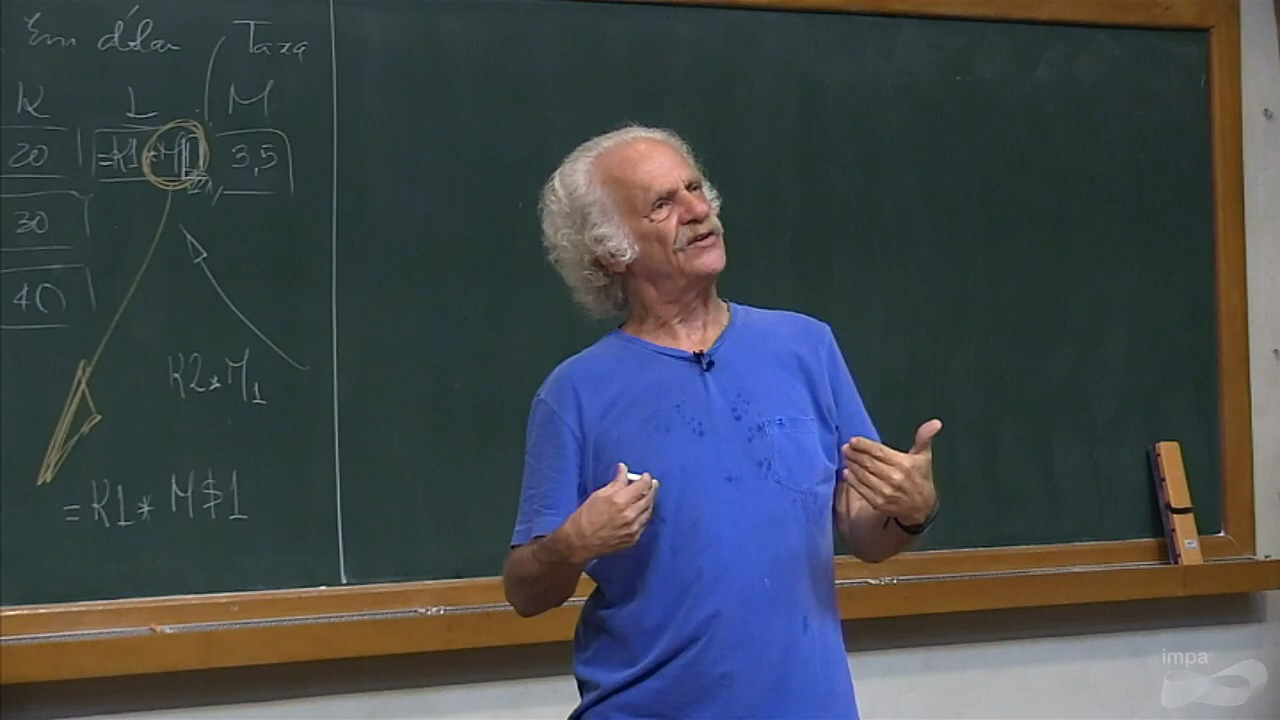 Em dólar Taxa
K L M
20 =K1*M1 3,5
30
40
K2*M1
=K1*M$1
impa